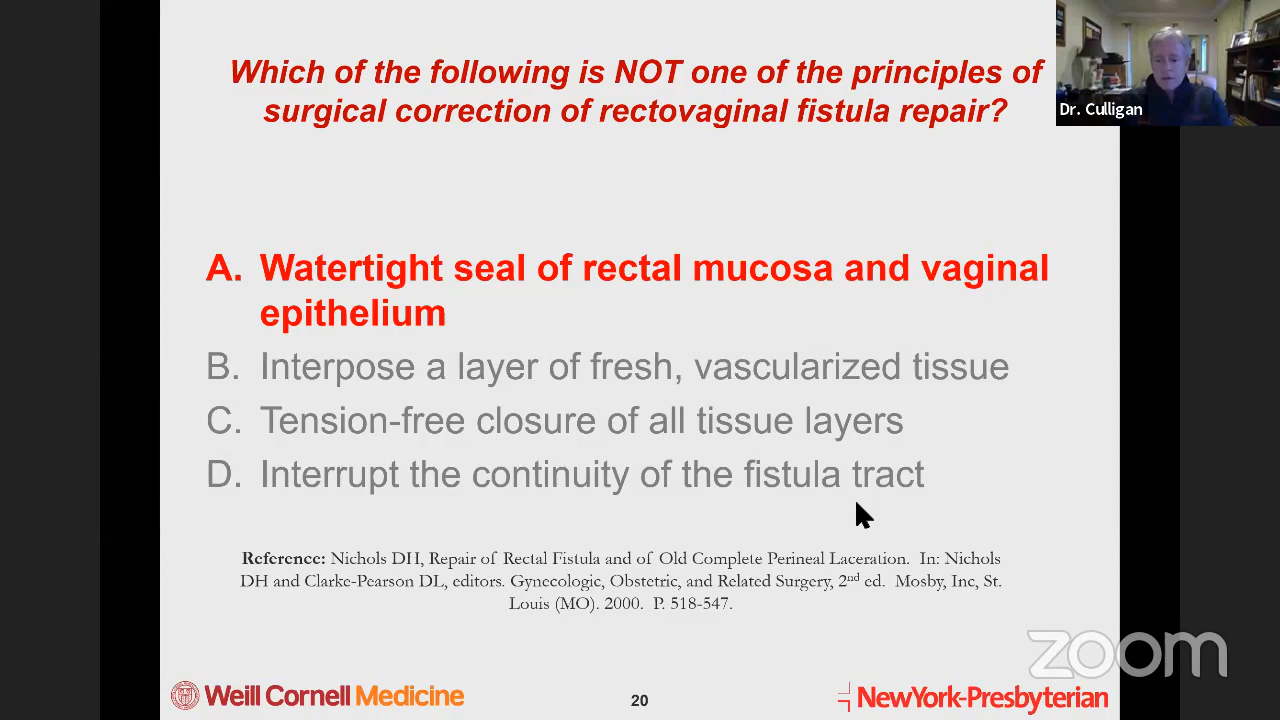 Which of the following is NOT one of the principles of
surgical correction of rectovaginal fistula repair?
Dr. Culligan
A. Watertight seal of rectal mucosa and vaginal
epithelium
B. Interpose a layer of fresh, vascularized tissue
C. Tension-free closure of all tissue layers
D. Interrupt the continuity of the fistula tract
Reference: Nichols DH, Repair of Rectal Fistula and of Old Complete Perineal Laceration. In: Nichols
DH and Clarke-Pearson DL, editors. Gynecologic, Obstetric, and Related Surgery, 2nd ed. Mosby, Inc, St.
Louis (MO). 2000. P. 518-547.
zoom
Weill Cornell Medicine
20
NewYork-Presbyterian